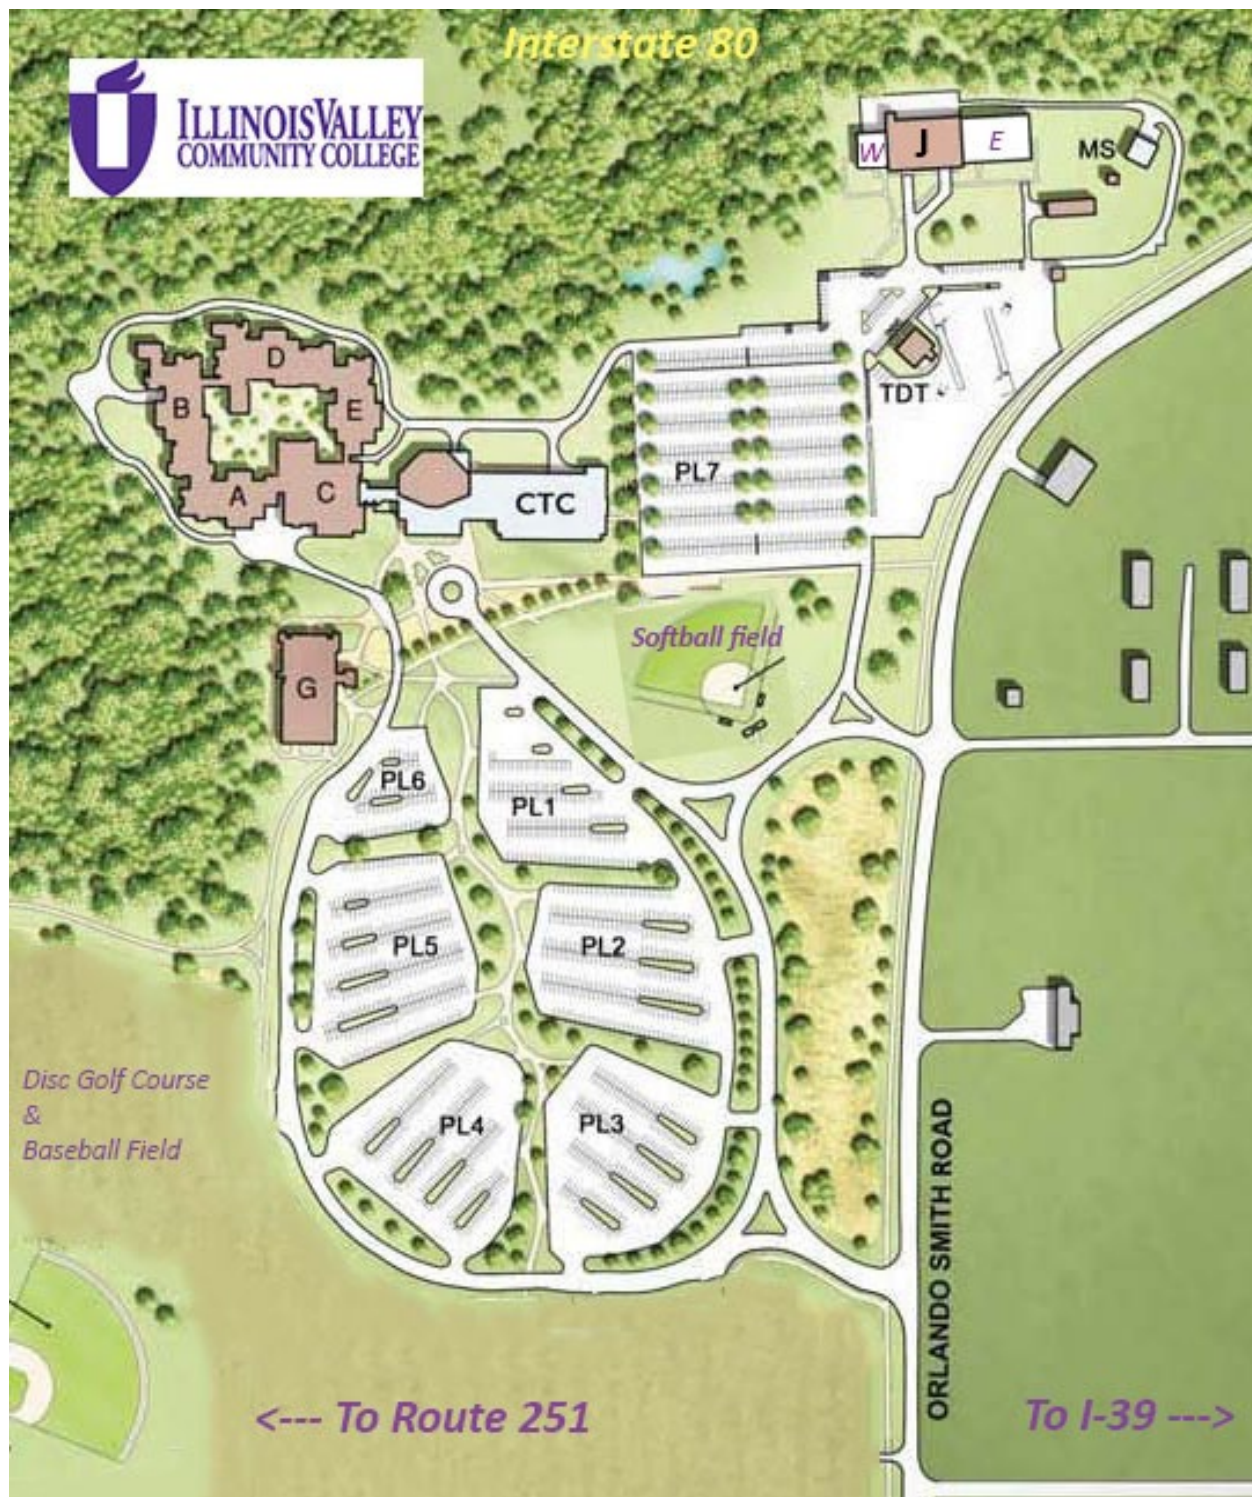 Interstate 80
ILLINOIS VALLEY
COMMUNITY COLLEGE
W
J
E
MS
D
B
E
TDT
A
C
CTC
PL7
Softball field
G
PL6
PL1
PL5
PL2
Disc Golf Course
&
Baseball Field
PL4
PL3
ORLANDO SMITH ROAD
<--- To Route 251
To I-39 --->